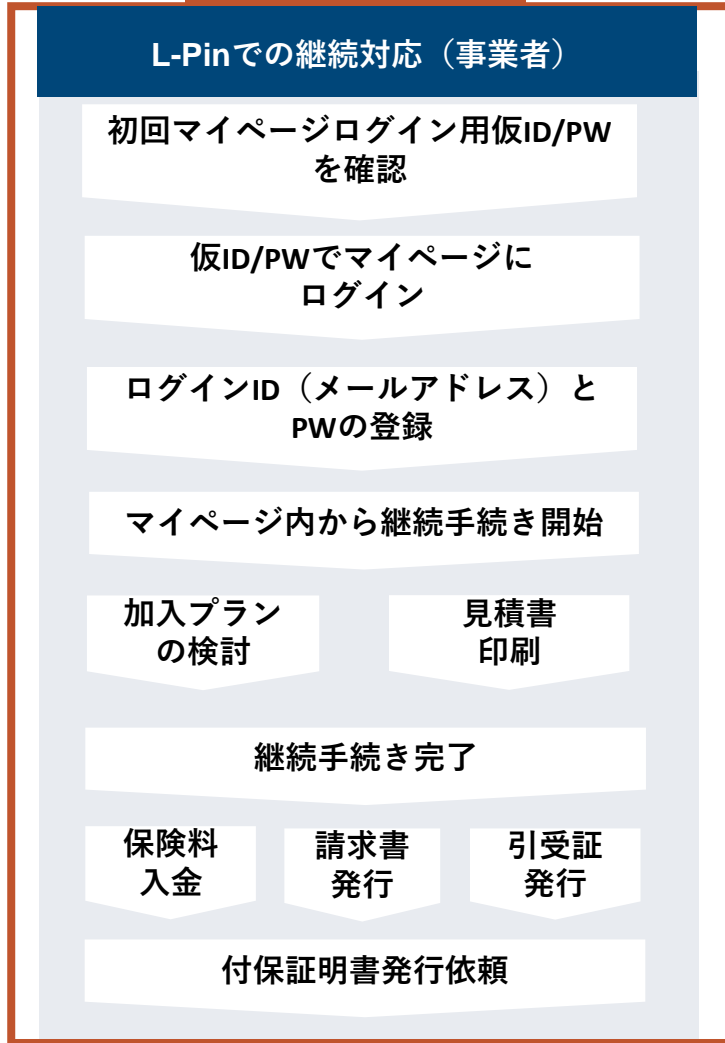 L-Pinでの継続対応（事業者）
初回マイページログイン用仮ID/PW
を確認
仮ID/PWでマイページに
ログイン
ログインID（メールアドレス）と
PWの登録
マイページ内から継続手続き開始
加入プラン
の検討
見積書
印刷
継続手続き完了
保険料
入金
請求書
発行
引受証
発行
付保証明書発行依頼